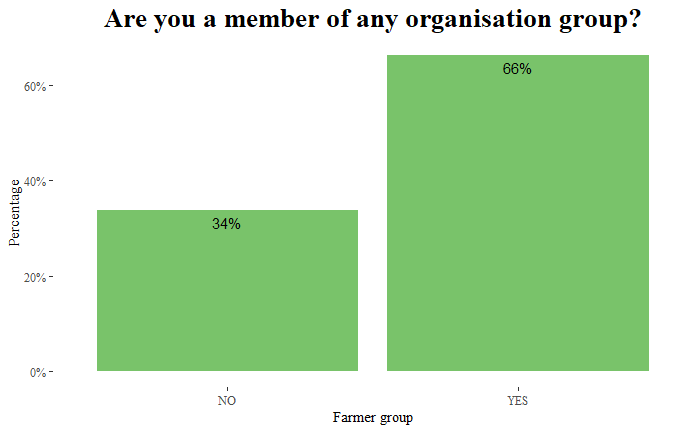 Are you a member of any organisation group?
66%
60%
40%
34%
20%
0%
Percentage
NO
YES
Farmer group